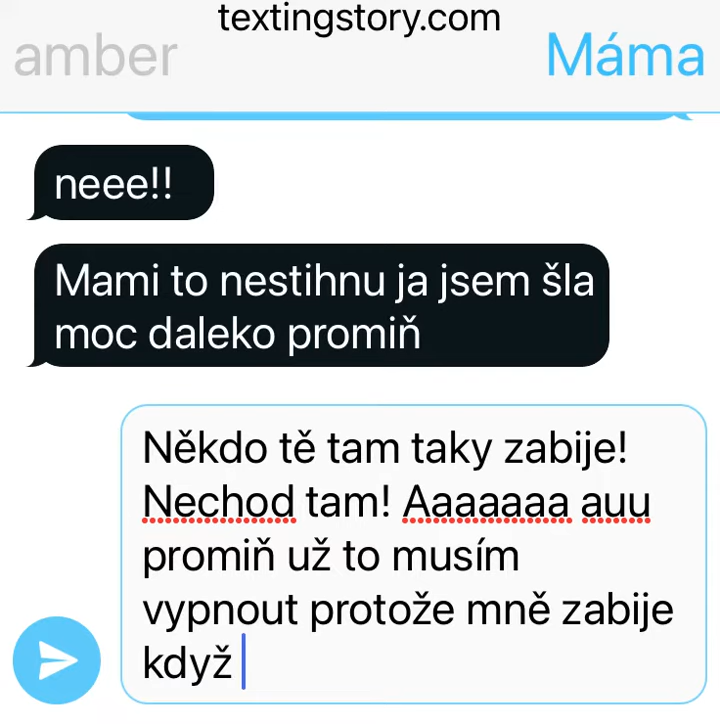 textingstory.com
amber
Máma
neee!!
Mami to nestihnu ja jsem šla
moc daleko promiň
Někdo tě tam taky zabije!
Nechod tam! Aaaaaaa auu
promiň už to musím
vypnout protože mně zabije
když